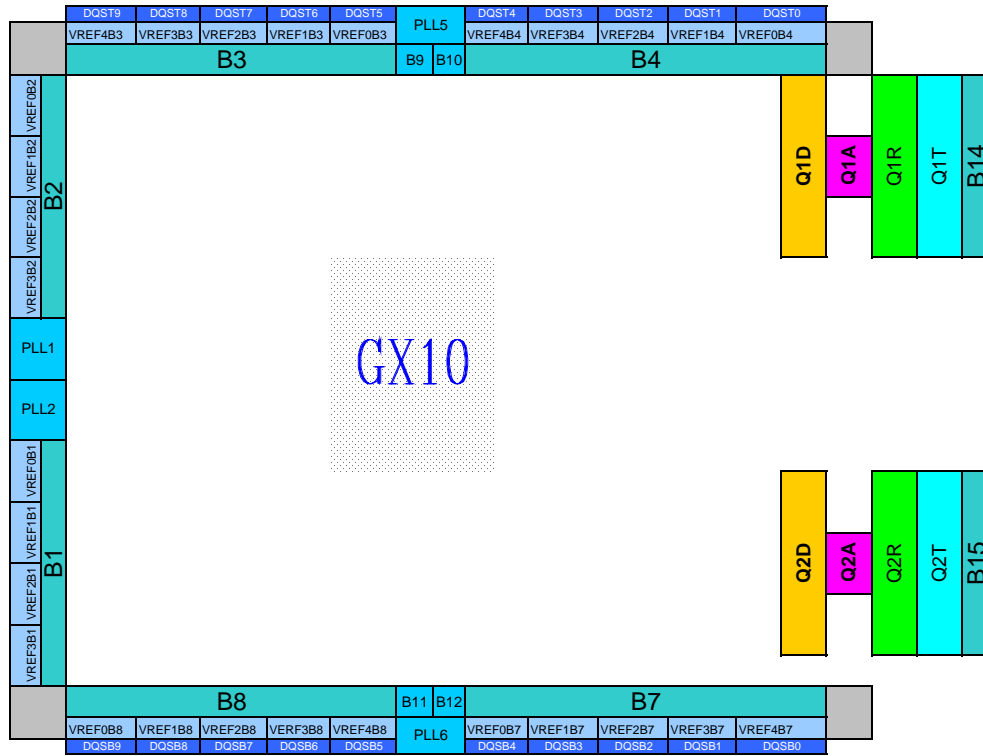 DQST9 DQST8 DQST7 DQST6 DQST5 PLL5 DQST4 DQST3 DQST2 DQST1 DQST0
VREF4B3 VREF3B3 VREF2B3 VREF1B3 VREF0B3 VREF4B4 VREF3B4 VREF2B4 VREF1B4 VREF0B4
B3 B9 B10 B4
VREF0B2
VREF1B2
VREF2B2
VREF3B2
B2
Q1D
Q1A
Q1R
Q1T
B14
PLL1
GX10
PLL2
VREF0B1
VREF1B1
VREF2B1
VREF3B1
B1
Q2D
Q2A
Q2R
Q2T
B15
B8 B11 B12 B7
VREF0B8 VREF1B8 VREF2B8 VERF3B8 VREF4B8 PLL6 VREF0B7 VREF1B7 VREF2B7 VREF3B7 VREF4B7
DQSB9 DQSB8 DQSB7 DQSB6 DQSB5 DQSB4 DQSB3 DQSB2 DQSB1 DQSB0